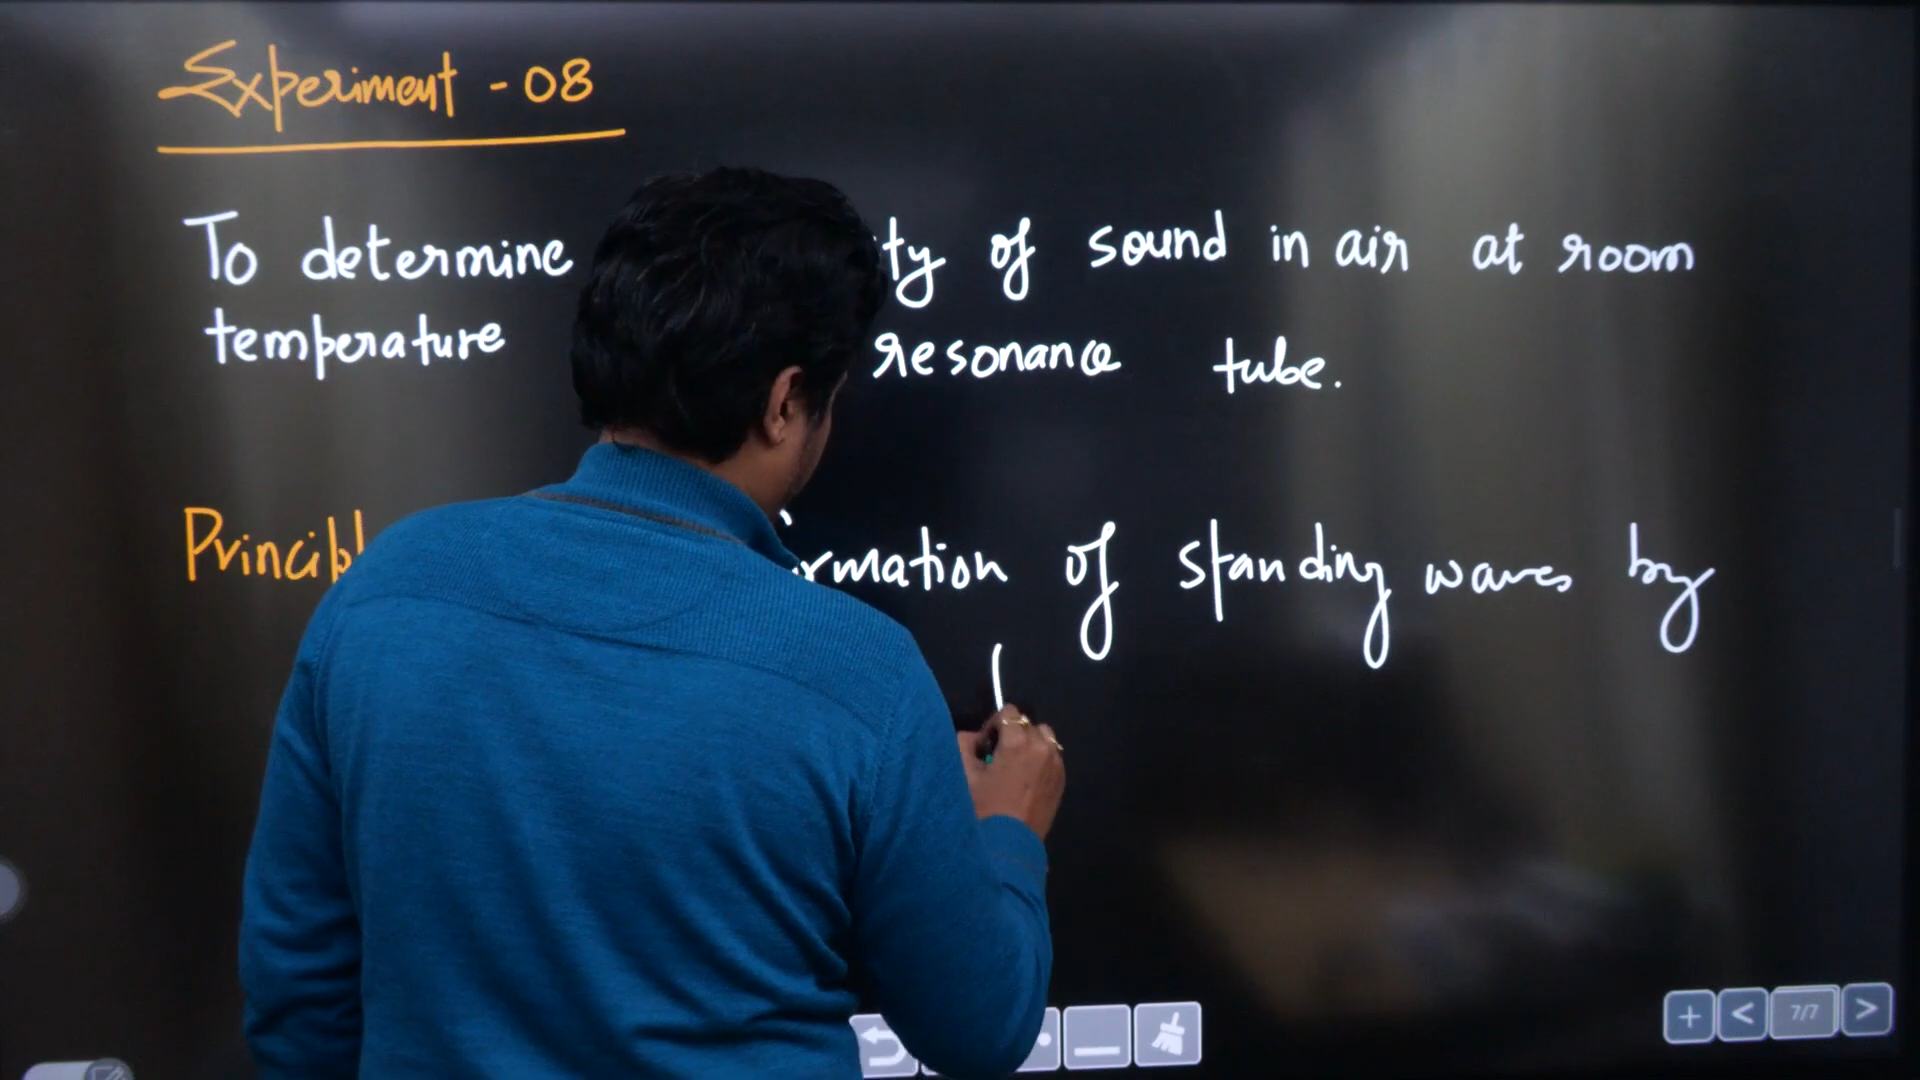 Experiment - 08
To determine ity of sound in air at room
temperature resonance tube.
Princip rmation of standing waves by
7/7